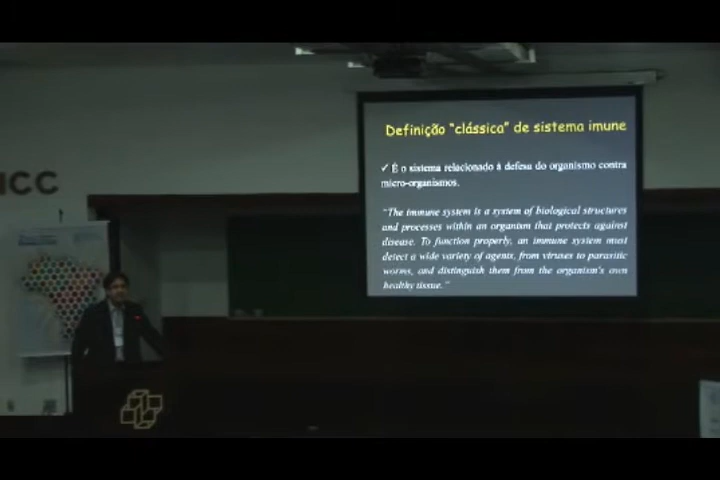 Definição "clássica" de sistema imune
✓ É o sistema relacionado à defesa do organismo contra
micro-organismos.
"The immune system is a system of biological structures
and processes within an organism that protects against
disease. To function properly, an immune system must
detect a wide variety of agents, from viruses to parasitic
worms, and distinguish them from the organism's own
healthy tissue."
ICC